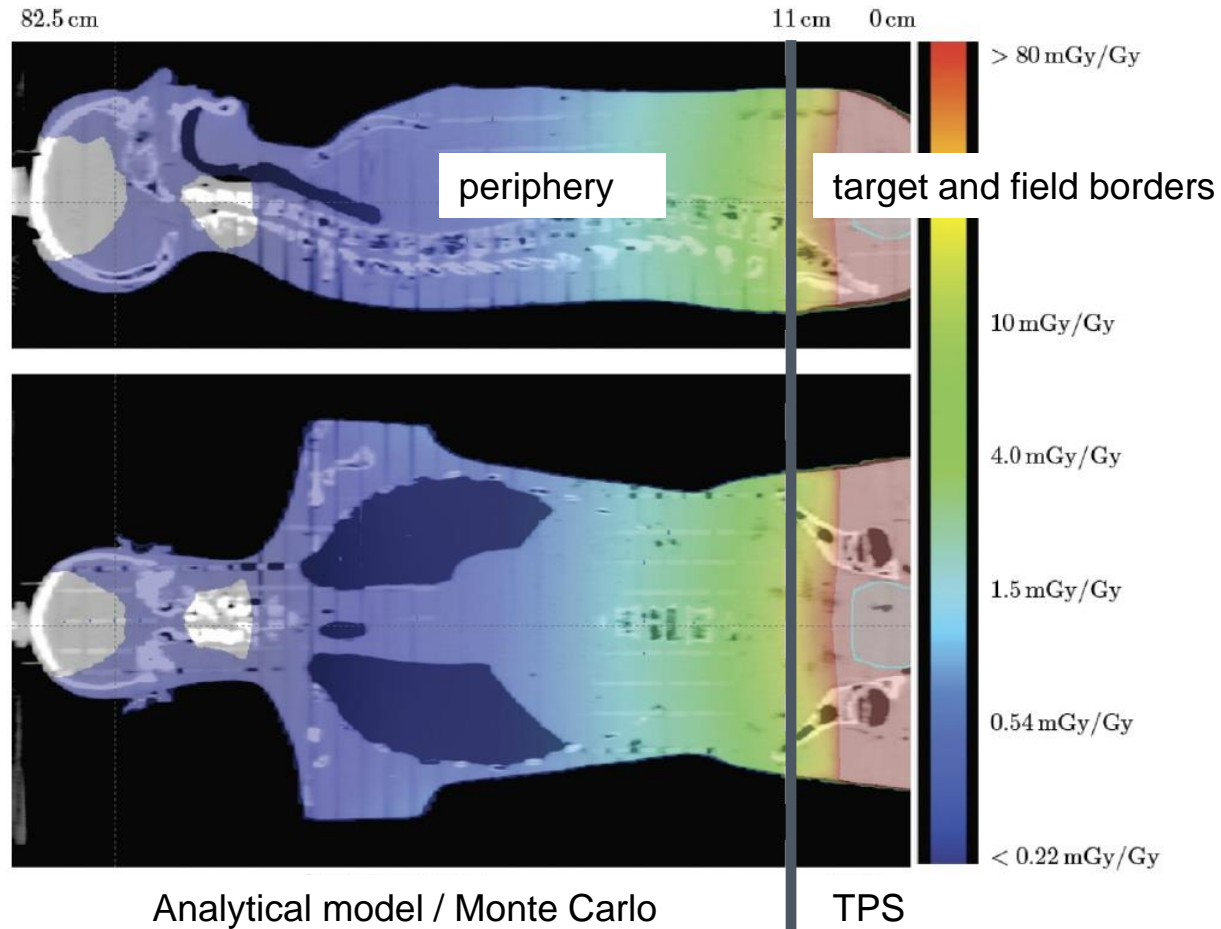 82.5 cm 11 cm 0 cm
> 80 mGy/Gy
periphery target and field borders
10 mGy/Gy
4.0 mGy/Gy
1.5 mGy/Gy
0.54 mGy/Gy
< 0.22 mGy/Gy
Analytical model / Monte Carlo TPS